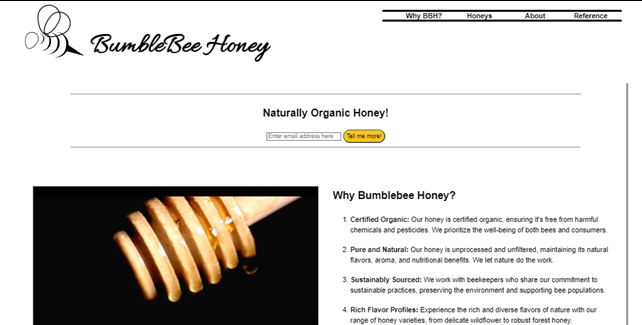 Why BBH? Honeys About Reference
BumbleBee Honey
Naturally Organic Honey!
Enter email address here Tell me more!
Why Bumblebee Honey?
1. Certified Organic: Our honey is certified organic, ensuring it's free from harmful
chemicals and pesticides. We prioritize the well-being of both bees and consumers.
2. Pure and Natural: Our honey is unprocessed and unfiltered, maintaining its natural
flavors, aroma, and nutritional benefits. We let nature do the work.
3. Sustainably Sourced: We work with beekeepers who share our commitment to
sustainable practices, preserving the environment and supporting bee populations.
4. Rich Flavor Profiles: Experience the rich and diverse flavors of nature with our
range of honey varieties, from delicate wildflower to robust forest honey.